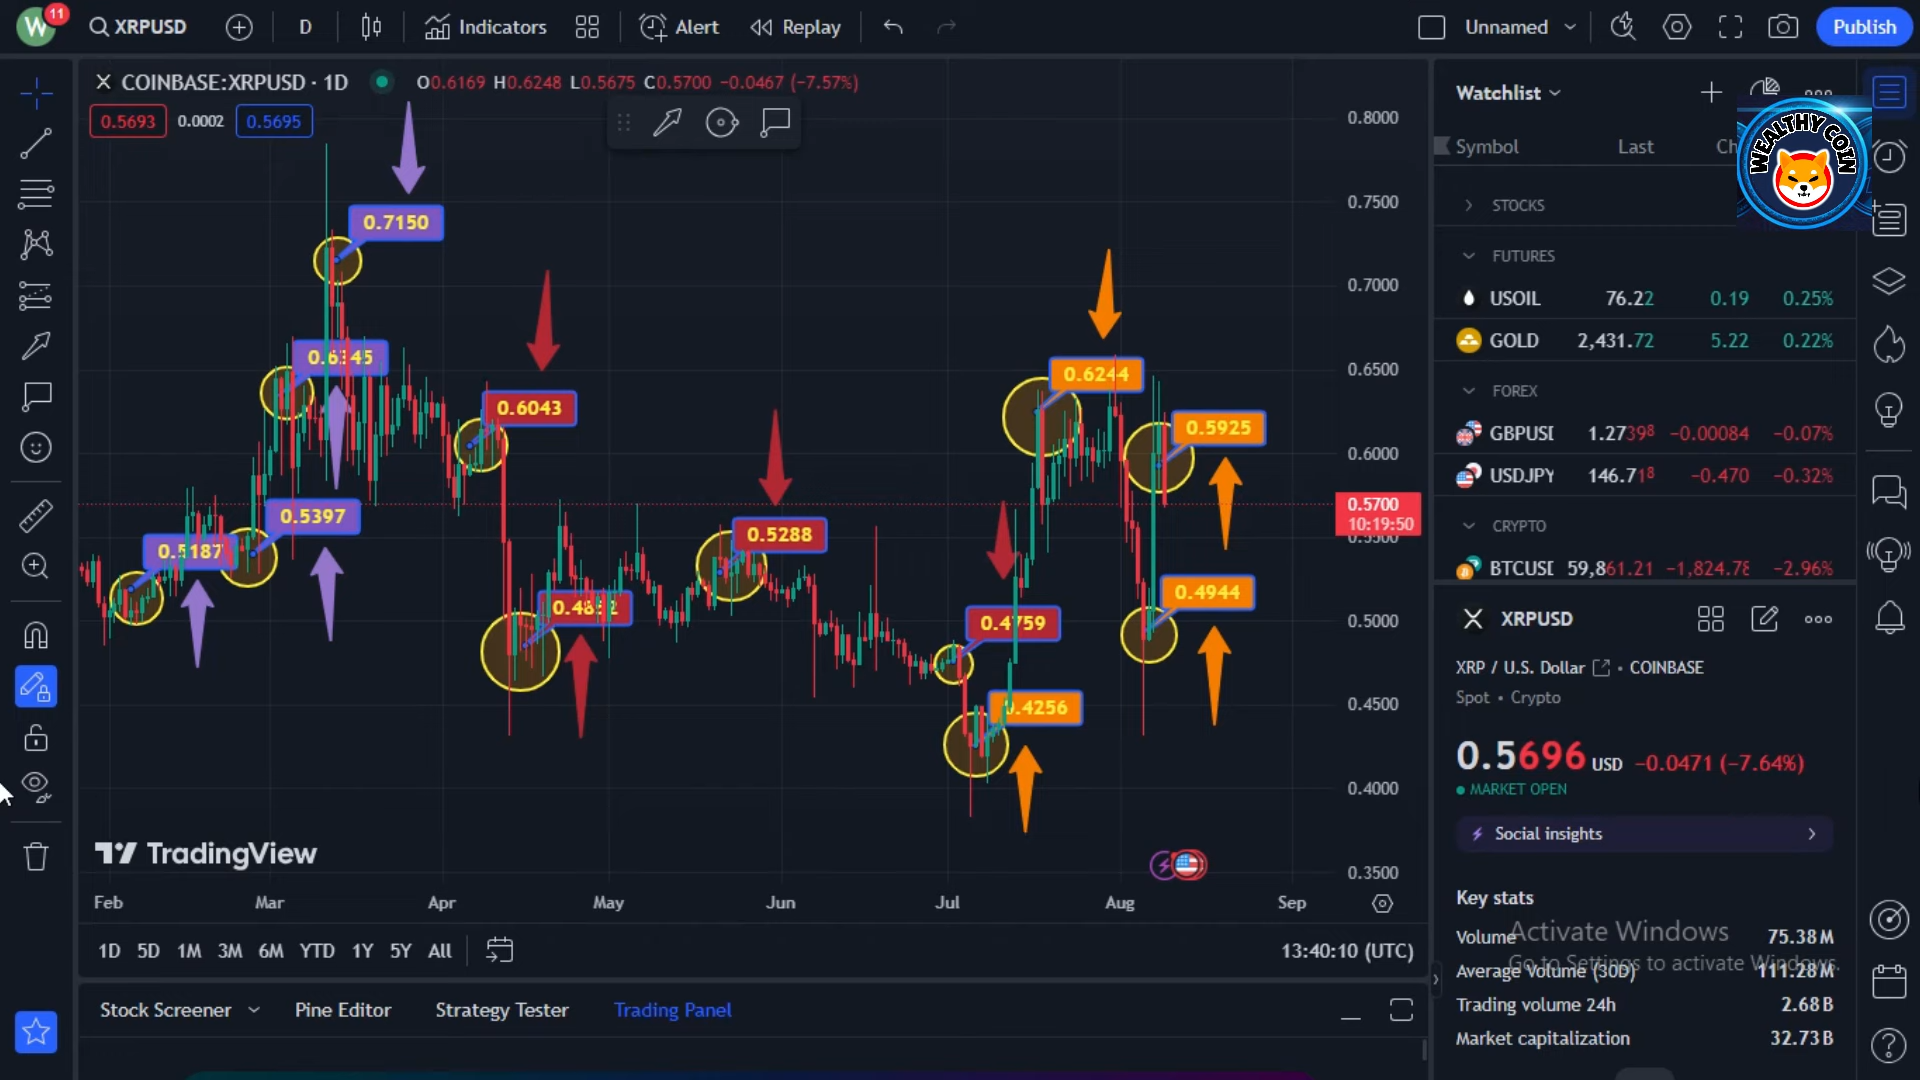 W
11
XRPUSD
D
Indicators
Alert
Replay
Unnamed
Publish
COINBASE:XRPUSD · 1D
O0.6169 H0.6248 L0.5675 C0.5700 −0.0467 (−7.57%)
0.5693
0.0002
0.5695
0.7150
0.6345
0.6043
0.5397
0.5187
0.5288
0.4759
0.4256
0.6244
0.5925
0.4944
0.8000
0.7500
0.7000
0.6500
0.6000
0.5700
10:19:50
0.5000
0.4500
0.4000
0.3500
TradingView
Feb
Mar
Apr
May
Jun
Jul
Aug
Sep
1D 5D 1M 3M 6M YTD 1Y 5Y All
13:40:10 (UTC)
Stock Screener
Pine Editor
Strategy Tester
Trading Panel
Watchlist
WEALTHY COIN
Symbol
Last
STOCKS
FUTURES
USOIL 76.22 0.19 0.25%
GOLD 2,431.72 5.22 0.22%
FOREX
GBPUSD 1.27398 −0.00084 −0.07%
USDJPY 146.718 −0.470 −0.32%
CRYPTO
BTCUSD 59,861.21 −1,824.78 −2.96%
XRPUSD
XRP / U.S. Dollar
COINBASE
Spot • Crypto
0.5696 USD −0.0471 (−7.64%)
MARKET OPEN
Social insights
Key stats
Volume 75.38M
Activate Windows
Go to Settings to activate Windows.
Average Volume (30D) 111.28M
Trading volume 24h 2.68B
Market capitalization 32.73B